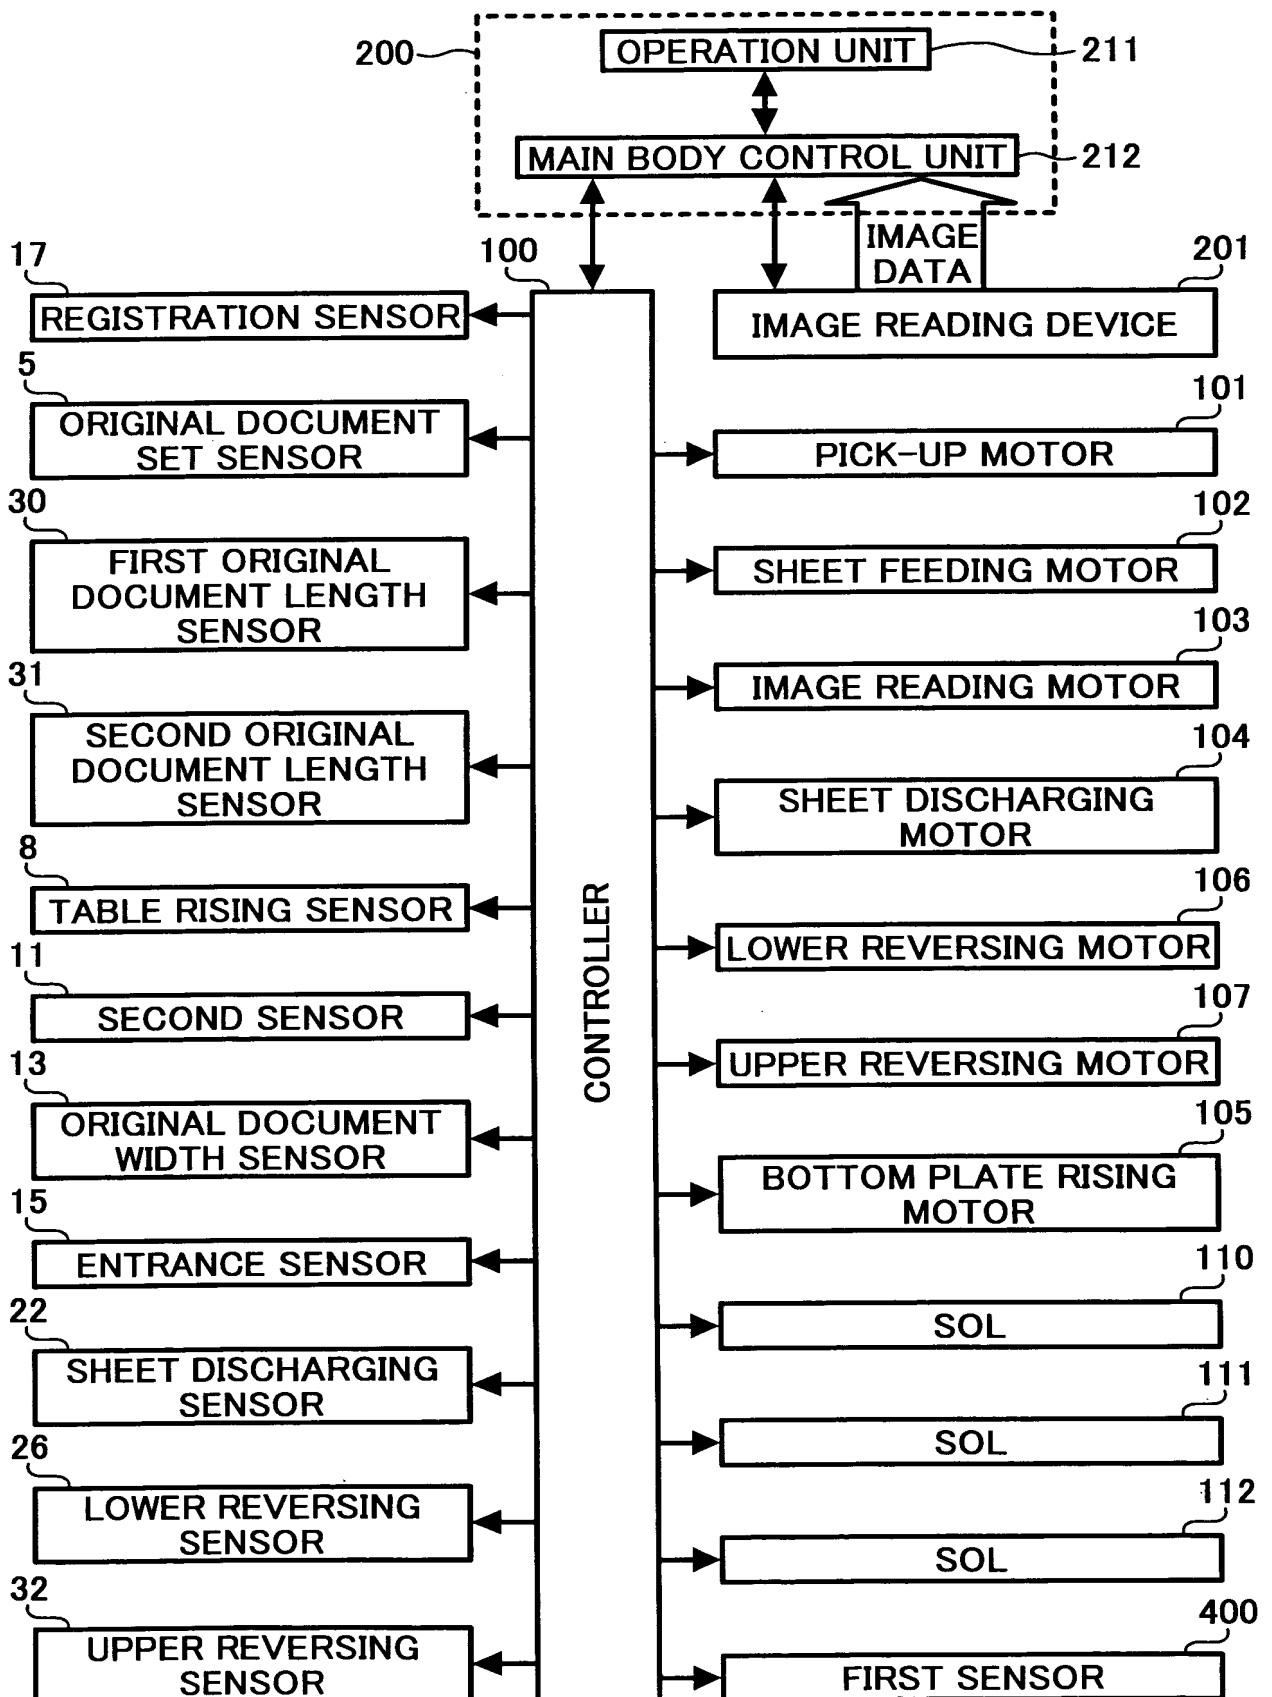 200
OPERATION UNIT
211
MAIN BODY CONTROL UNIT
212
IMAGE
DATA
17
REGISTRATION SENSOR
5
ORIGINAL DOCUMENT
SET SENSOR
30
FIRST ORIGINAL
DOCUMENT LENGTH
SENSOR
31
SECOND ORIGINAL
DOCUMENT LENGTH
SENSOR
8
TABLE RISING SENSOR
11
SECOND SENSOR
13
ORIGINAL DOCUMENT
WIDTH SENSOR
15
ENTRANCE SENSOR
22
SHEET DISCHARGING
SENSOR
26
LOWER REVERSING
SENSOR
32
UPPER REVERSING
SENSOR
100
CONTROLLER
201
IMAGE READING DEVICE
101
PICK-UP MOTOR
102
SHEET FEEDING MOTOR
103
IMAGE READING MOTOR
104
SHEET DISCHARGING
MOTOR
106
LOWER REVERSING MOTOR
107
UPPER REVERSING MOTOR
105
BOTTOM PLATE RISING
MOTOR
110
SOL
111
SOL
112
SOL
400
FIRST SENSOR